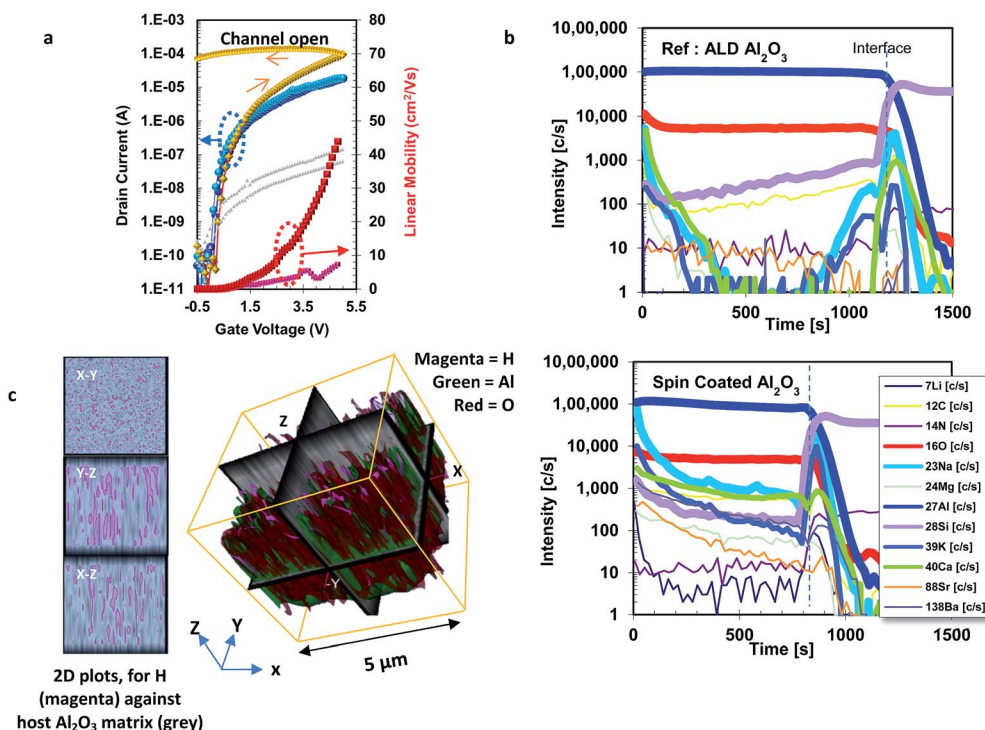 a
1.E-03
1.E-04
1.E-05
1.E-06
1.E-07
1.E-08
1.E-09
1.E-10
1.E-11
Drain Current (A)
Channel open
80
70
60
50
40
30
20
10
0
Linear Mobility (cm²/Vs)
-0.5
1.5
3.5
5.5
Gate Voltage (V)
b
10,00,000
1,00,000
10,000
1,000
100
10
1
Intensity [c/s]
Ref : ALD Al₂O₃
Interface
0
500
1000
1500
Time [s]
10,00,000
1,00,000
10,000
1,000
100
10
1
Intensity [c/s]
Spin Coated Al₂O₃
7Li [c/s]
12C [c/s]
14N [c/s]
16O [c/s]
23Na [c/s]
24Mg [c/s]
27Al [c/s]
28Si [c/s]
39K [c/s]
40Ca [c/s]
88Sr [c/s]
138Ba [c/s]
0
500
1000
1500
Time [s]
c
X-Y
Y-Z
X-Z
2D plots, for H
(magenta) against
host Al₂O₃ matrix (grey)
Magenta = H
Green = Al
Red = O
Z
X
-Y
Z
Y
x
5 μm